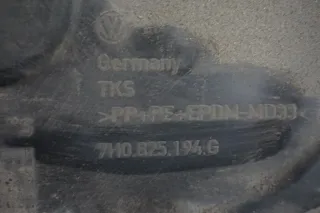 Germany
TKS
>PP+PE+EPDM-MD33<
7H0.825.194.G